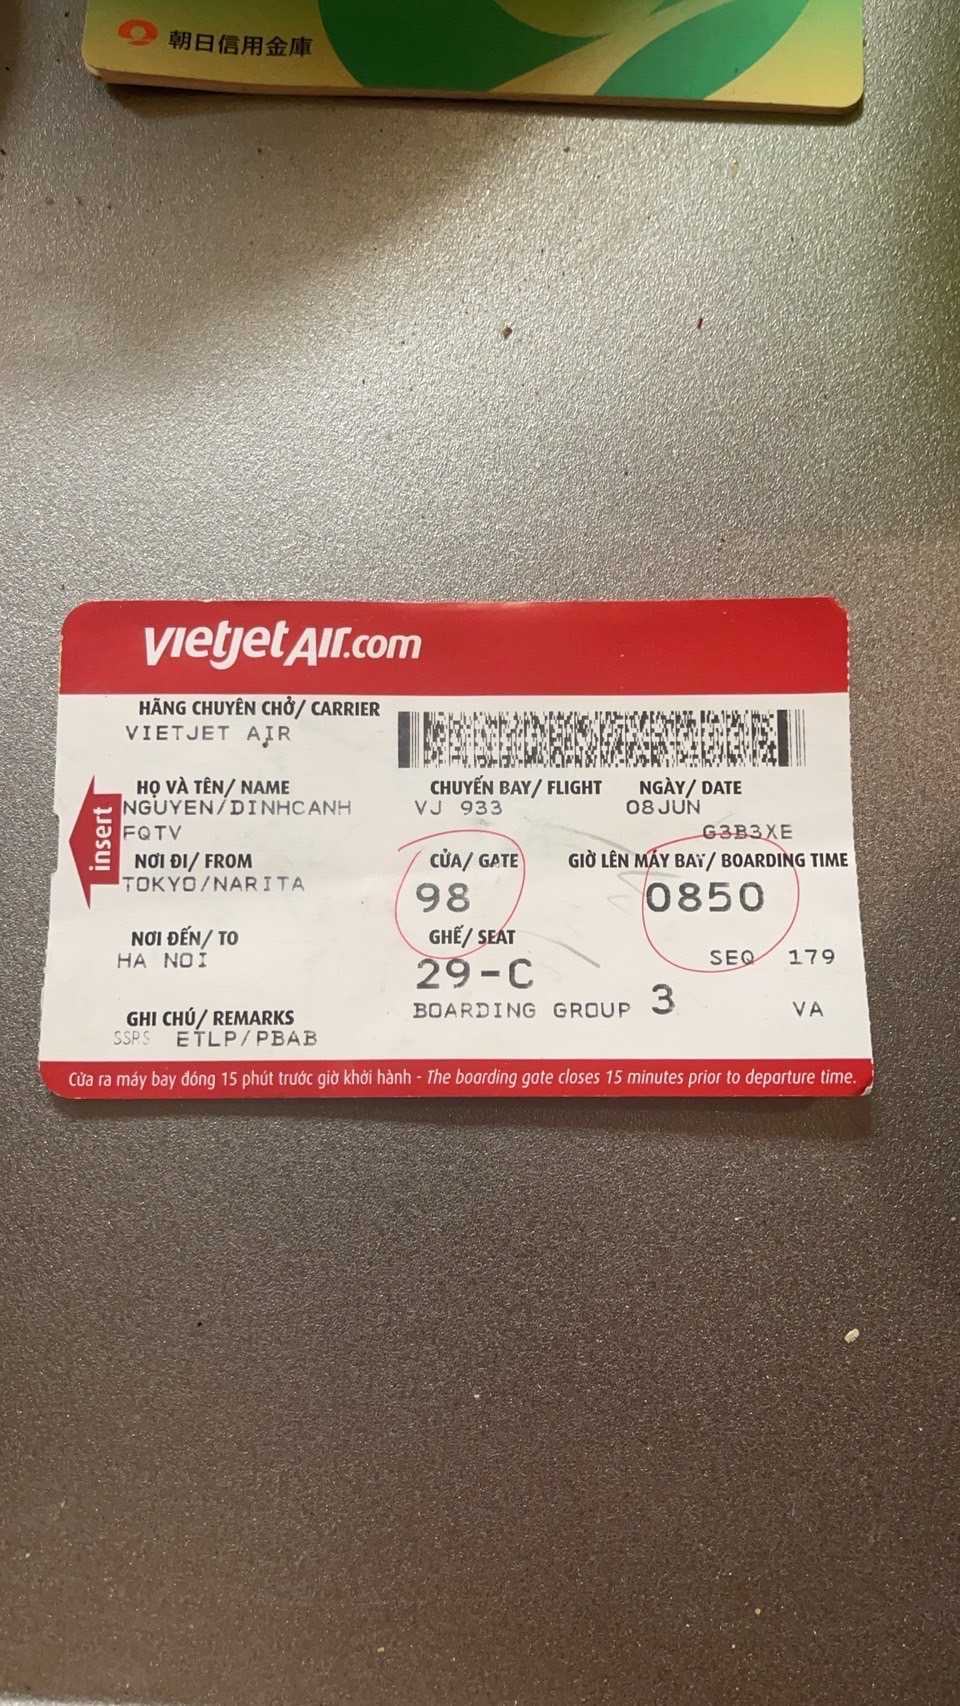 朝日信用金庫
vietjetAir.com
HÃNG CHUYÊN CHỞ/ CARRIER
VIETJET AIR
HỌ VÀ TÊN/ NAME CHUYẾN BAY/ FLIGHT NGÀY/ DATE
NGUYEN/DINHCANH VJ 933 08JUN
FQTV G3B3XE
insert
NƠI ĐI/ FROM CỬA/ GATE GIỜ LÊN MÁY BAY/ BOARDING TIME
TOKYO/NARITA 98 0850
NƠI ĐẾN/ TO GHẾ/ SEAT
HA NOI 29-C SEQ 179
BOARDING GROUP 3 VA
GHI CHÚ/ REMARKS
SSRS ETLP/PBAB
Cửa ra máy bay đóng 15 phút trước giờ khởi hành - The boarding gate closes 15 minutes prior to departure time.